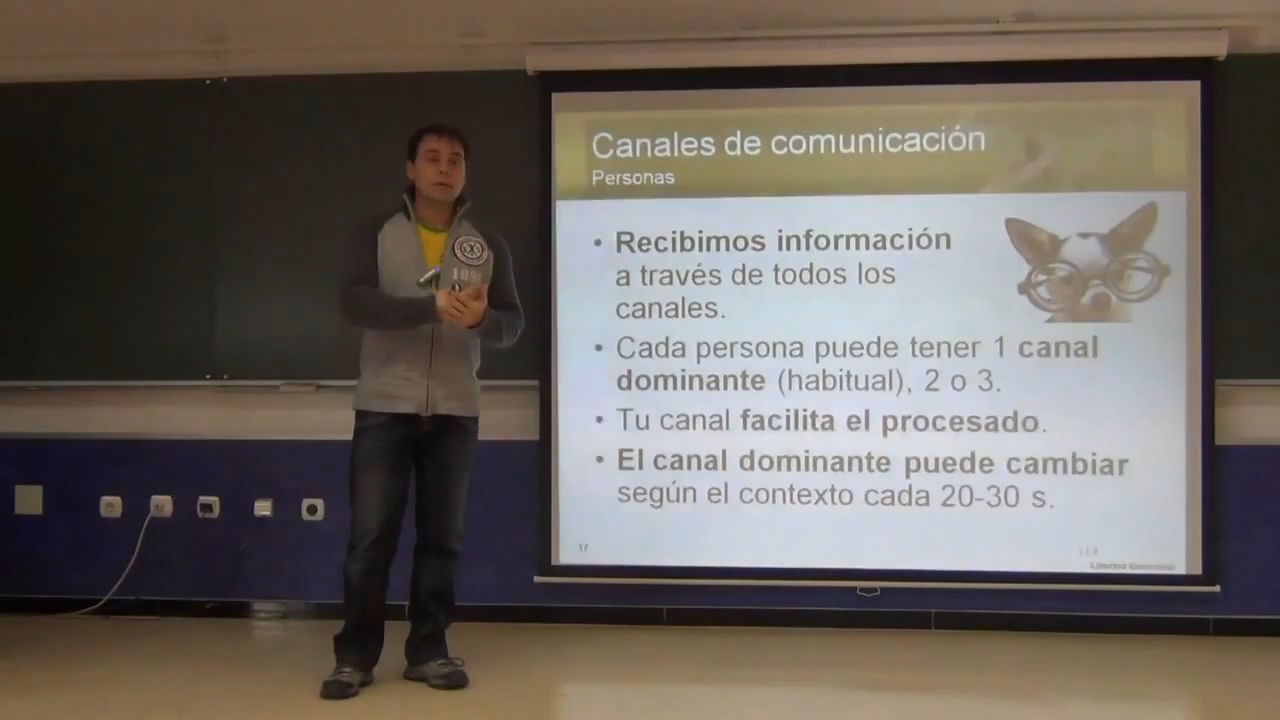 Canales de comunicación
Personas
• Recibimos información
a través de todos los
canales.
• Cada persona puede tener 1 canal
dominante (habitual), 2 o 3.
• Tu canal facilita el procesado.
• El canal dominante puede cambiar
según el contexto cada 20-30 s.
37
109